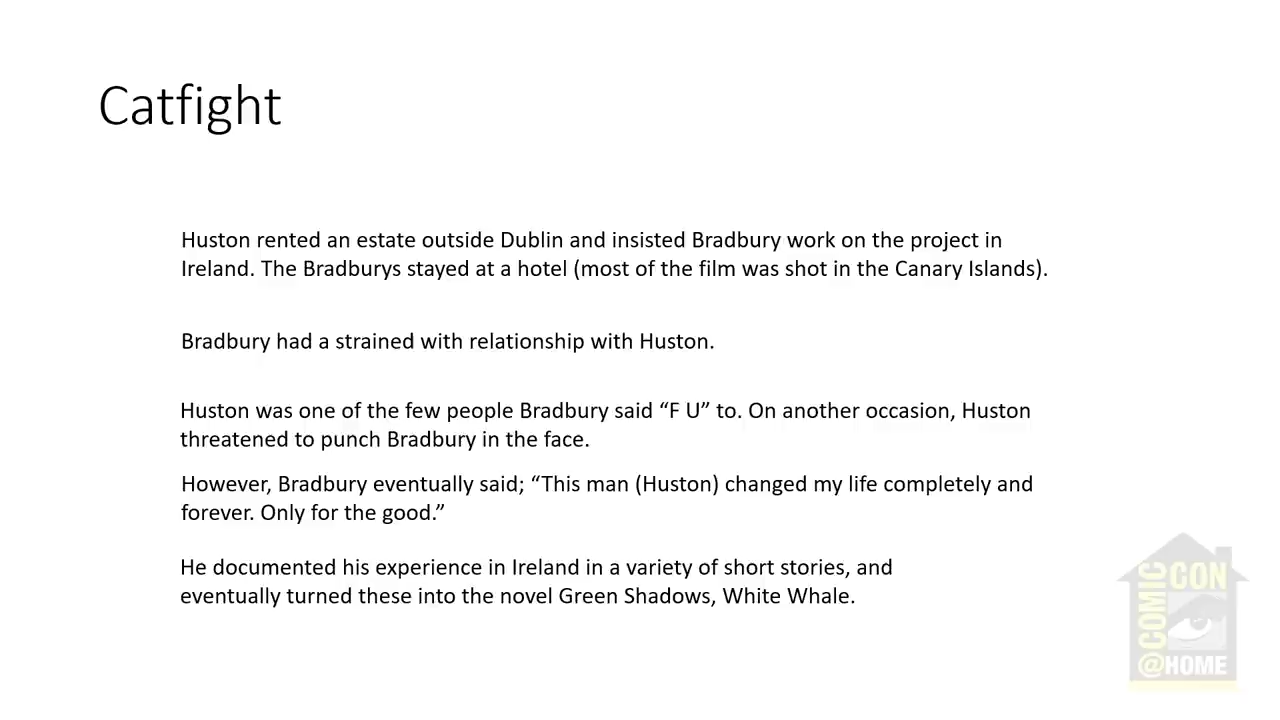 Catfight
Huston rented an estate outside Dublin and insisted Bradbury work on the project in
Ireland. The Bradburys stayed at a hotel (most of the film was shot in the Canary Islands).
Bradbury had a strained with relationship with Huston.
Huston was one of the few people Bradbury said “F U” to. On another occasion, Huston
threatened to punch Bradbury in the face.
However, Bradbury eventually said; “This man (Huston) changed my life completely and
forever. Only for the good.”
He documented his experience in Ireland in a variety of short stories, and
eventually turned these into the novel Green Shadows, White Whale.
COMIC
CON
@HOME